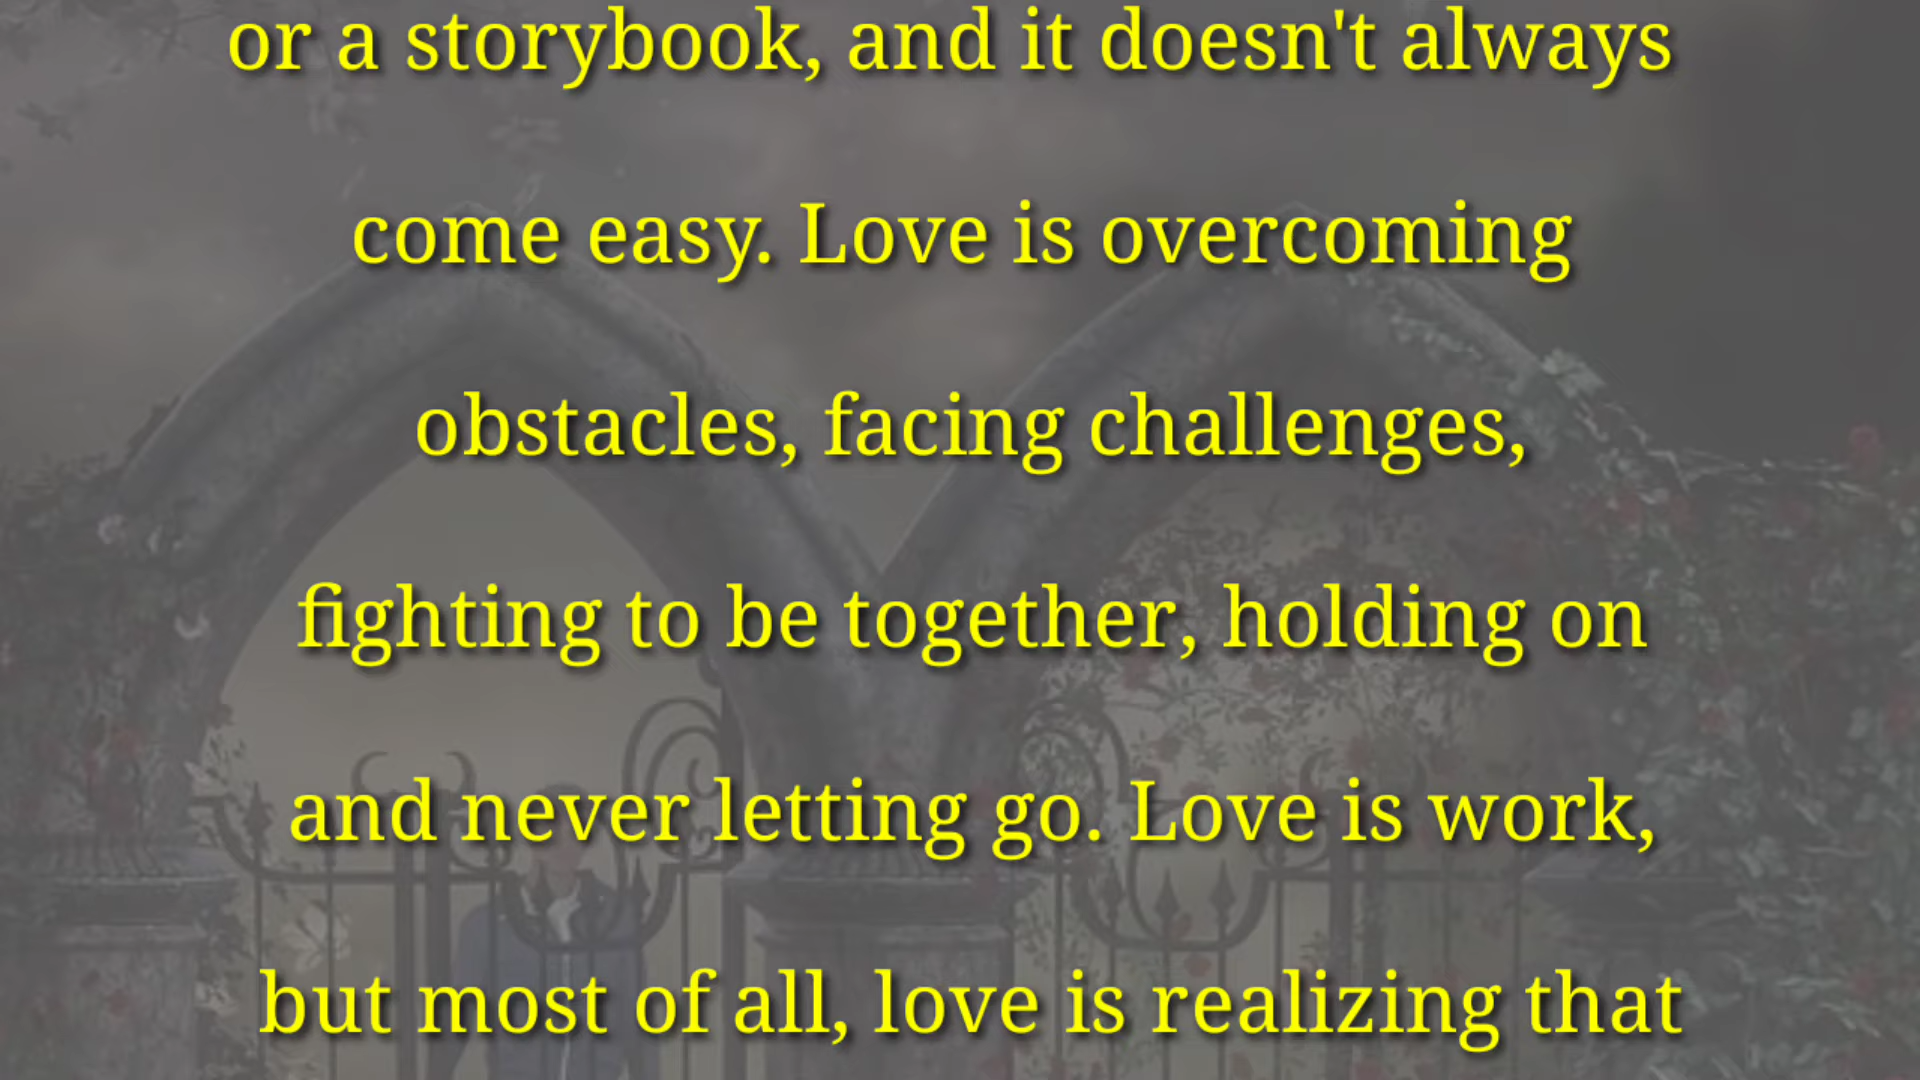 or a storybook, and it doesn't always
come easy. Love is overcoming
obstacles, facing challenges,
fighting to be together, holding on
and never letting go. Love is work,
but most of all, love is realizing that